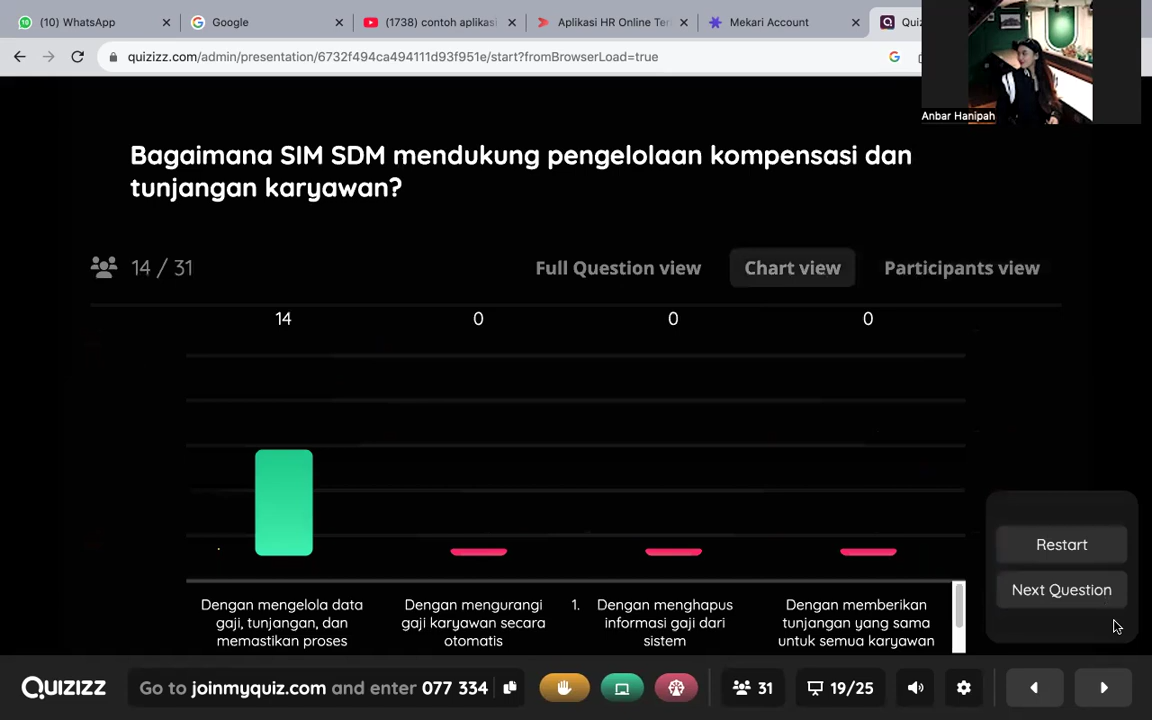 (10) WhatsApp
Google
(1738) contoh aplikasi
Aplikasi HR Online Ter
Mekari Account
Quiz
quizizz.com/admin/presentation/6732f494ca494111d93f951e/start?fromBrowserLoad=true
Anbar Hanipah
Bagaimana SIM SDM mendukung pengelolaan kompensasi dan
tunjangan karyawan?
14 / 31
Full Question view
Chart view
Participants view
14
0
0
0
Dengan mengelola data
gaji, tunjangan, dan
memastikan proses
Dengan mengurangi
gaji karyawan secara
otomatis
1. Dengan menghapus
informasi gaji dari
sistem
Dengan memberikan
tunjangan yang sama
untuk semua karyawan
Restart
Next Question
Quizizz
Go to joinmyquiz.com and enter 077 334
31
19/25